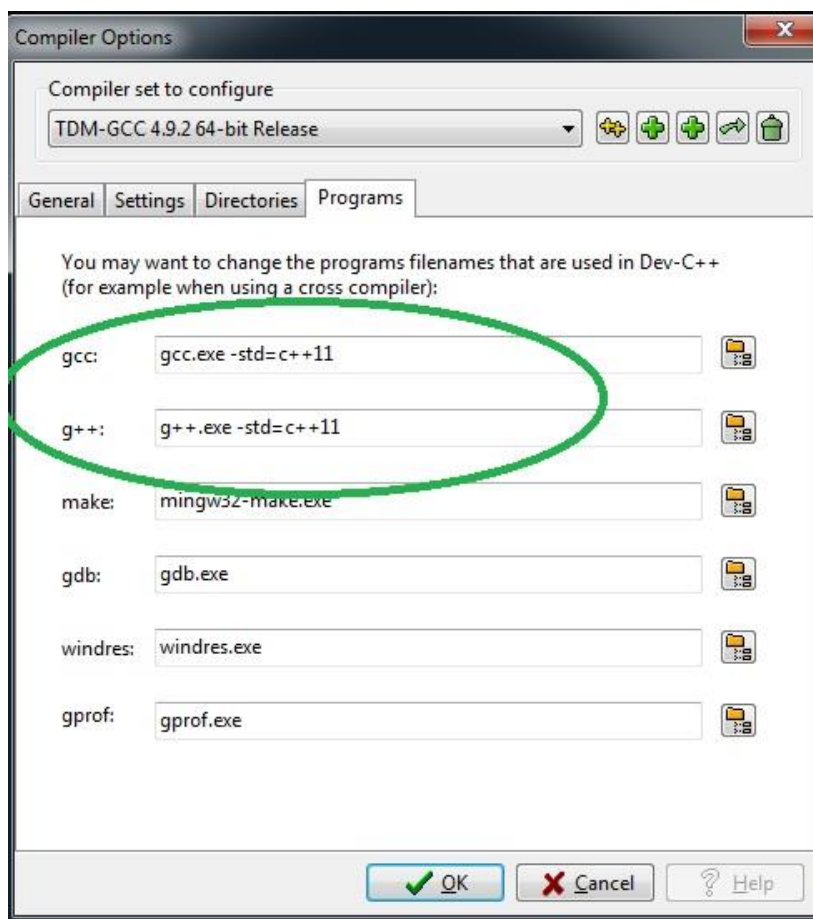 Compiler Options
Compiler set to configure
TDM-GCC 4.9.2 64-bit Release
General Settings Directories Programs
You may want to change the programs filenames that are used in Dev-C++
(for example when using a cross compiler):
gcc: gcc.exe -std=c++11
g++: g++.exe -std=c++11
make: mingw32-make.exe
gdb: gdb.exe
windres: windres.exe
gprof: gprof.exe
OK Cancel Help